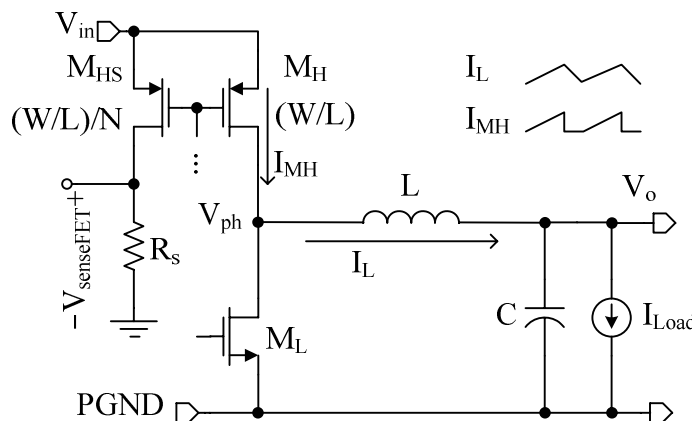 V_in
M_HS
M_H
I_L
(W/L)/N
(W/L)
I_MH
⋮
I_MH
L
V_o
V_ph
−V_senseFET+
R_s
I_L
C
I_Load
M_L
PGND